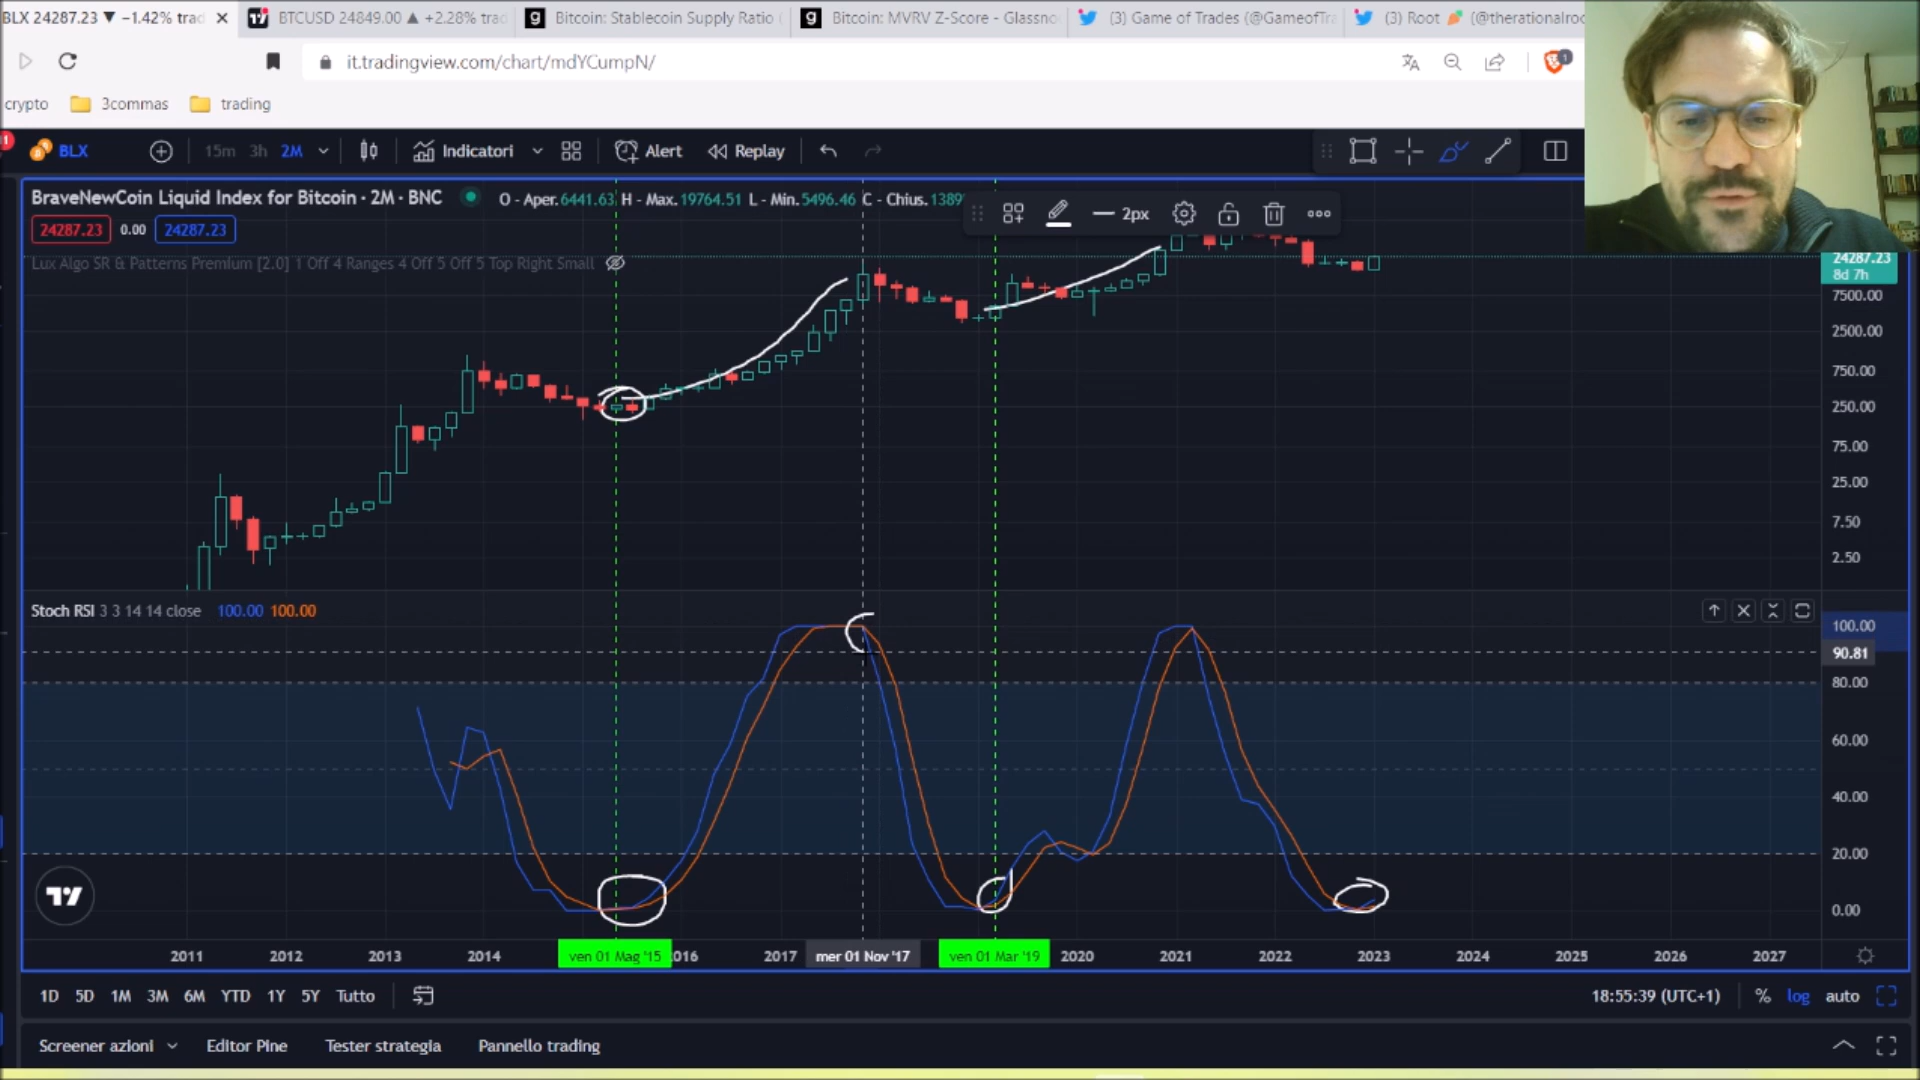 BLX 24287.23 ▼ −1.42% trad
BTCUSD 24849.00 ▲ +2.28% trad
Bitcoin: Stablecoin Supply Ratio (
Bitcoin: MVRV Z-Score - Glassno
(3) Game of Trades (@GameofTra
(3) Root 🥕 (@therationalroo
it.tradingview.com/chart/mdYCumpN/
1
crypto
3commas
trading
1
BLX
15m
3h
2M
Indicatori
Alert
Replay
BraveNewCoin Liquid Index for Bitcoin · 2M · BNC
O - Aper.6441.63 H - Max.19764.51 L - Min.5496.46 C - Chius.1389
2px
24287.23
0.00
24287.23
Lux Algo SR & Patterns Premium [2.0] 1 Off 4 Ranges 4 Off 5 Off 5 Top Right Small
24287.23
8d 7h
7500.00
2500.00
750.00
250.00
75.00
25.00
7.50
2.50
Stoch RSI 3 3 14 14 close 100.00 100.00
100.00
90.81
80.00
60.00
40.00
20.00
0.00
2011
2012
2013
2014
ven 01 Mag '15
016
2017
mer 01 Nov '17
ven 01 Mar '19
2020
2021
2022
2023
2024
2025
2026
2027
1D
5D
1M
3M
6M
YTD
1Y
5Y
Tutto
18:55:39 (UTC+1)
%
log
auto
Screener azioni
Editor Pine
Tester strategia
Pannello trading